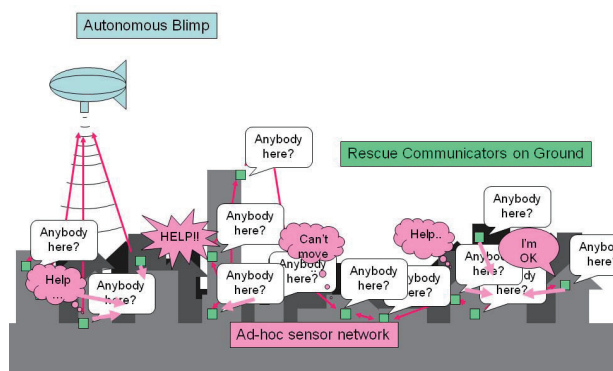 Autonomous Blimp
Anybody
here?
Rescue Communicators on Ground
Anybody
here?
Anybody
here?
HELP!!
Anybody
here?
Can't
move
..
Help..
I'm
OK
Anybody
here?
Help
....
Anybody
here?
Anybody
here?
Anybody
here?
Anybody
here?
Anybody
here?
Anybody
here?
here?
Ad-hoc sensor network